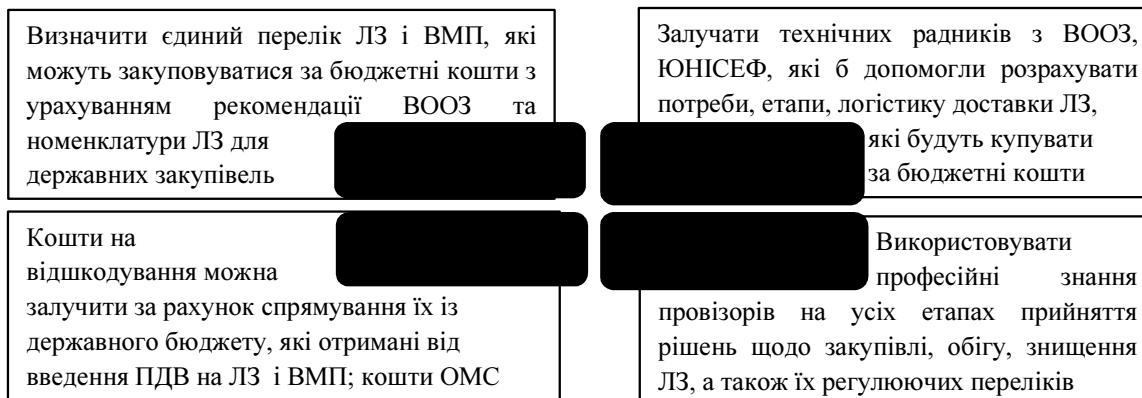 Визначити єдиний перелік ЛЗ і ВМП, які
можуть закуповуватися за бюджетні кошти з
урахуванням рекомендації ВООЗ та
номенклатури ЛЗ для
державних закупівель
Залучати технічних радників з ВООЗ,
ЮНІСЕФ, які б допомогли розрахувати
потреби, етапи, логістику доставки ЛЗ,
які будуть купувати
за бюджетні кошти
Кошти на
відшкодування можна
залучити за рахунок спрямування їх із
державного бюджету, які отримані від
введення ПДВ на ЛЗ і ВМП; кошти ОМС
Використовувати
професійні знання
провізорів на усіх етапах прийняття
рішень щодо закупівлі, обігу, знищення
ЛЗ, а також їх регулюючих переліків